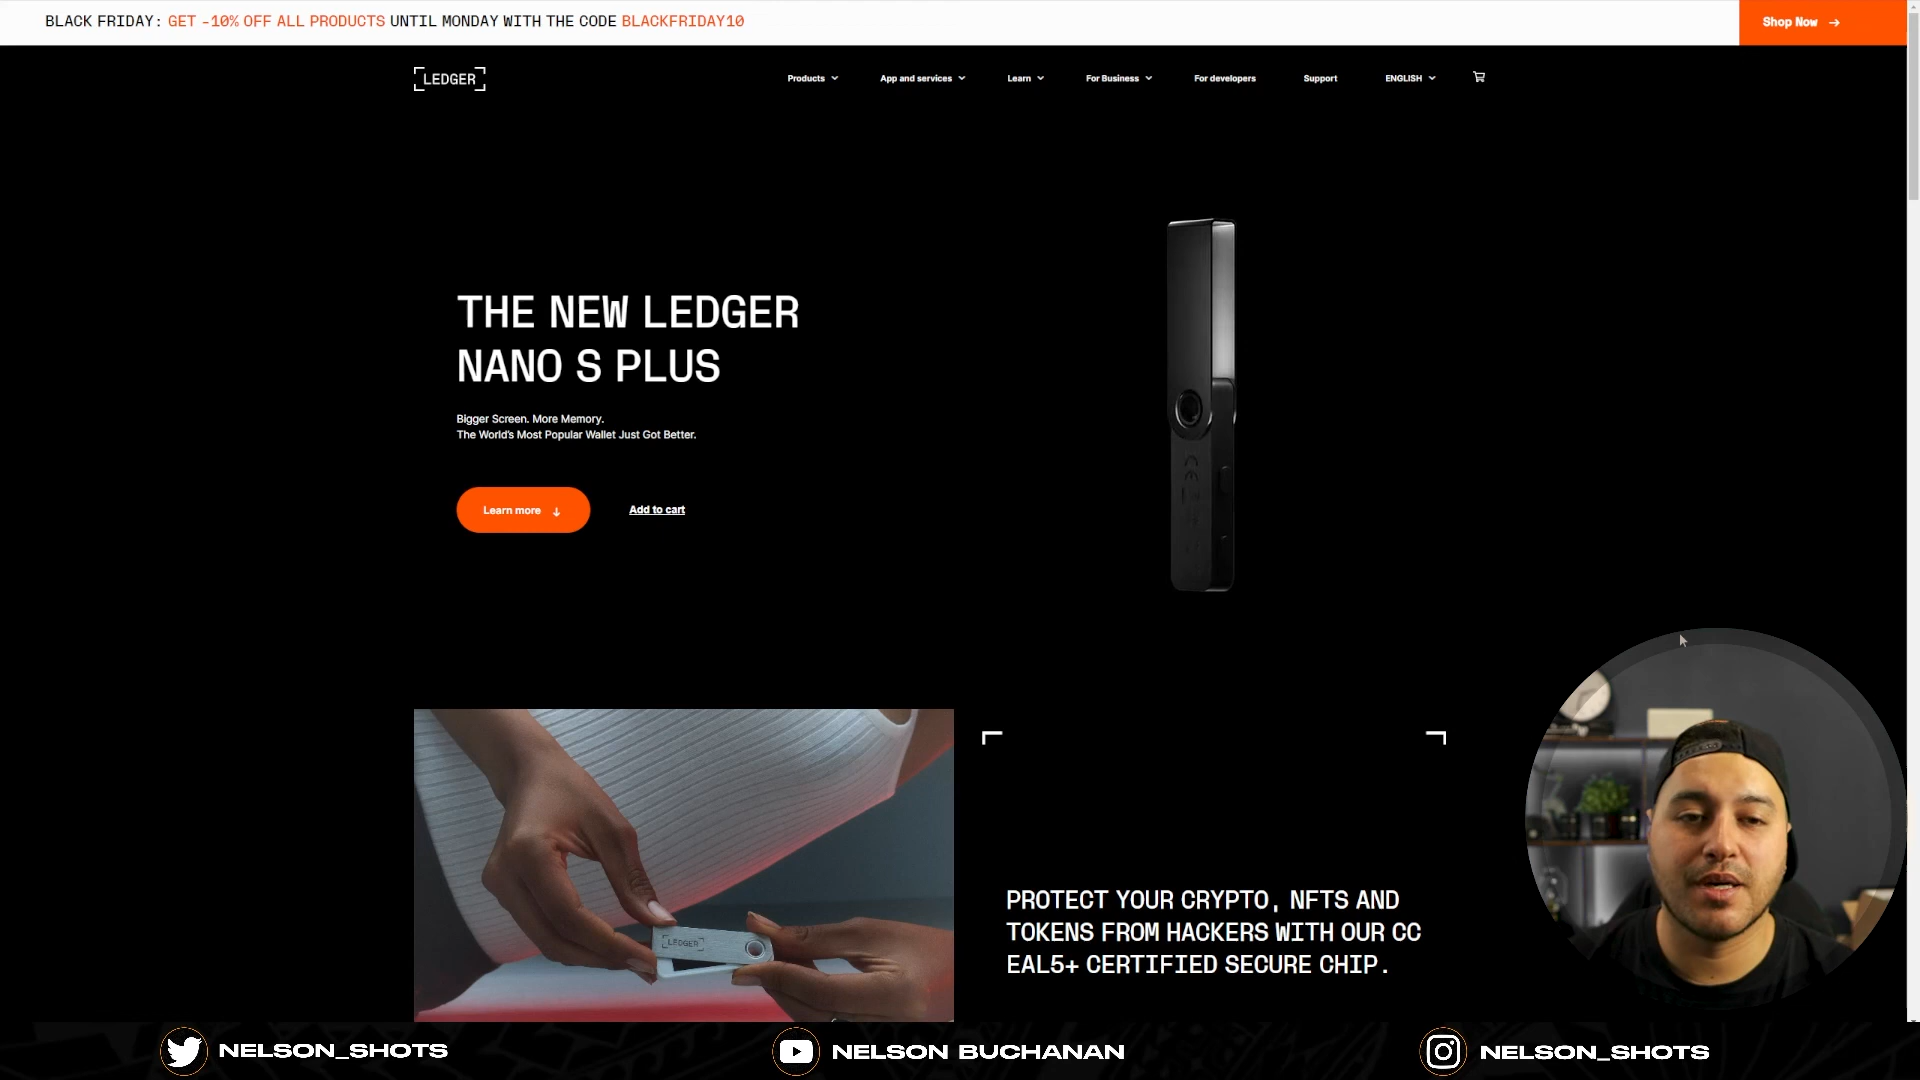 BLACK FRIDAY: GET -10% OFF ALL PRODUCTS UNTIL MONDAY WITH THE CODE BLACKFRIDAY10
Shop Now
LEDGER
Products
App and services
Learn
For Business
For developers
Support
ENGLISH
THE NEW LEDGER
NANO S PLUS
Bigger Screen. More Memory.
The World's Most Popular Wallet Just Got Better.
Learn more
Add to cart
LEDGER
PROTECT YOUR CRYPTO, NFTS AND
TOKENS FROM HACKERS WITH OUR CC
EAL5+ CERTIFIED SECURE CHIP.
NELSON_SHOTS
NELSON BUCHANAN
NELSON_SHOTS